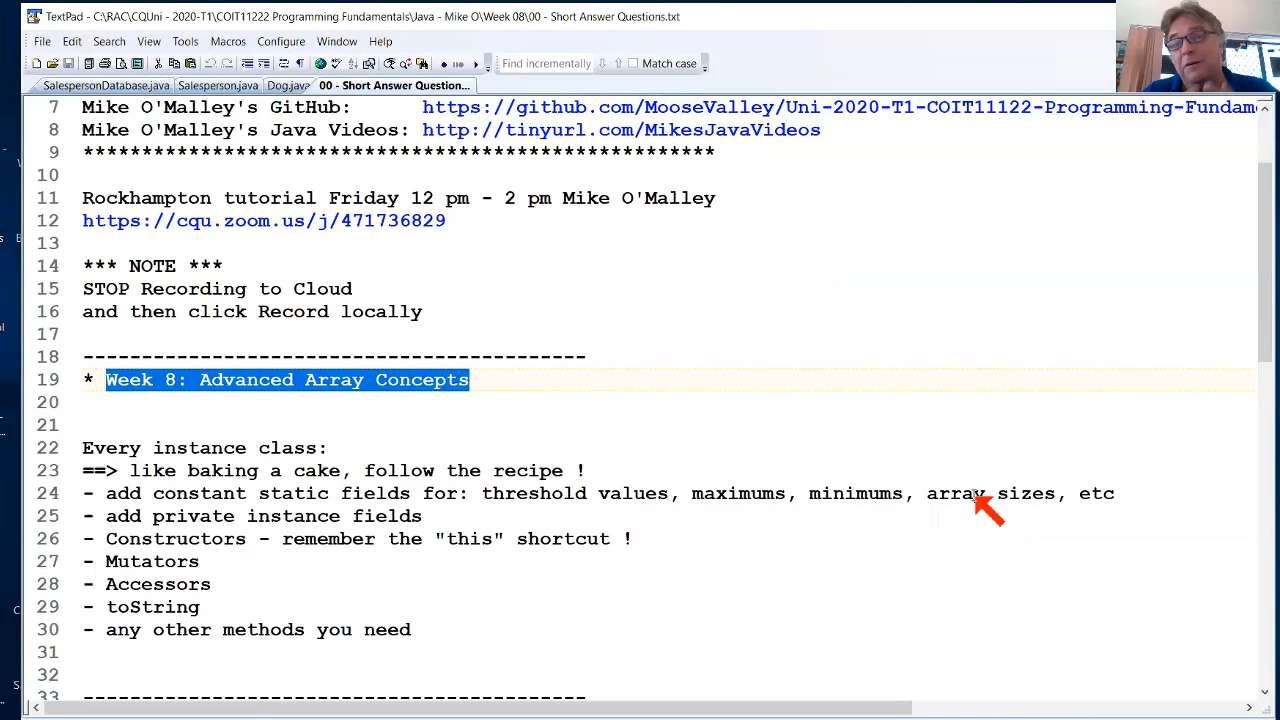 TextPad - C:\RAC\CQUni - 2020-T1\COIT11222 Programming Fundamentals\Java - Mike O\Week 08\00 - Short Answer Questions.txt
File Edit Search View Tools Macros Configure Window Help
Find incrementally Match case
SalespersonDatabase.java Salesperson.java Dog.java 00 - Short Answer Question...
7 Mike O'Malley's GitHub: https://github.com/MooseValley/Uni-2020-T1-COIT11122-Programming-Fundame
8 Mike O'Malley's Java Videos: http://tinyurl.com/MikesJavaVideos
9 ******************************************************
10
11 Rockhampton tutorial Friday 12 pm - 2 pm Mike O'Malley
12 https://cqu.zoom.us/j/471736829
13
14 *** NOTE ***
15 STOP Recording to Cloud
16 and then click Record locally
17
18 -------------------------------------------
19 * Week 8: Advanced Array Concepts
20
21
22 Every instance class:
23 ==> like baking a cake, follow the recipe !
24 - add constant static fields for: threshold values, maximums, minimums, array sizes, etc
25 - add private instance fields
26 - Constructors - remember the "this" shortcut !
27 - Mutators
28 - Accessors
29 - toString
30 - any other methods you need
31
32
33 -------------------------------------------